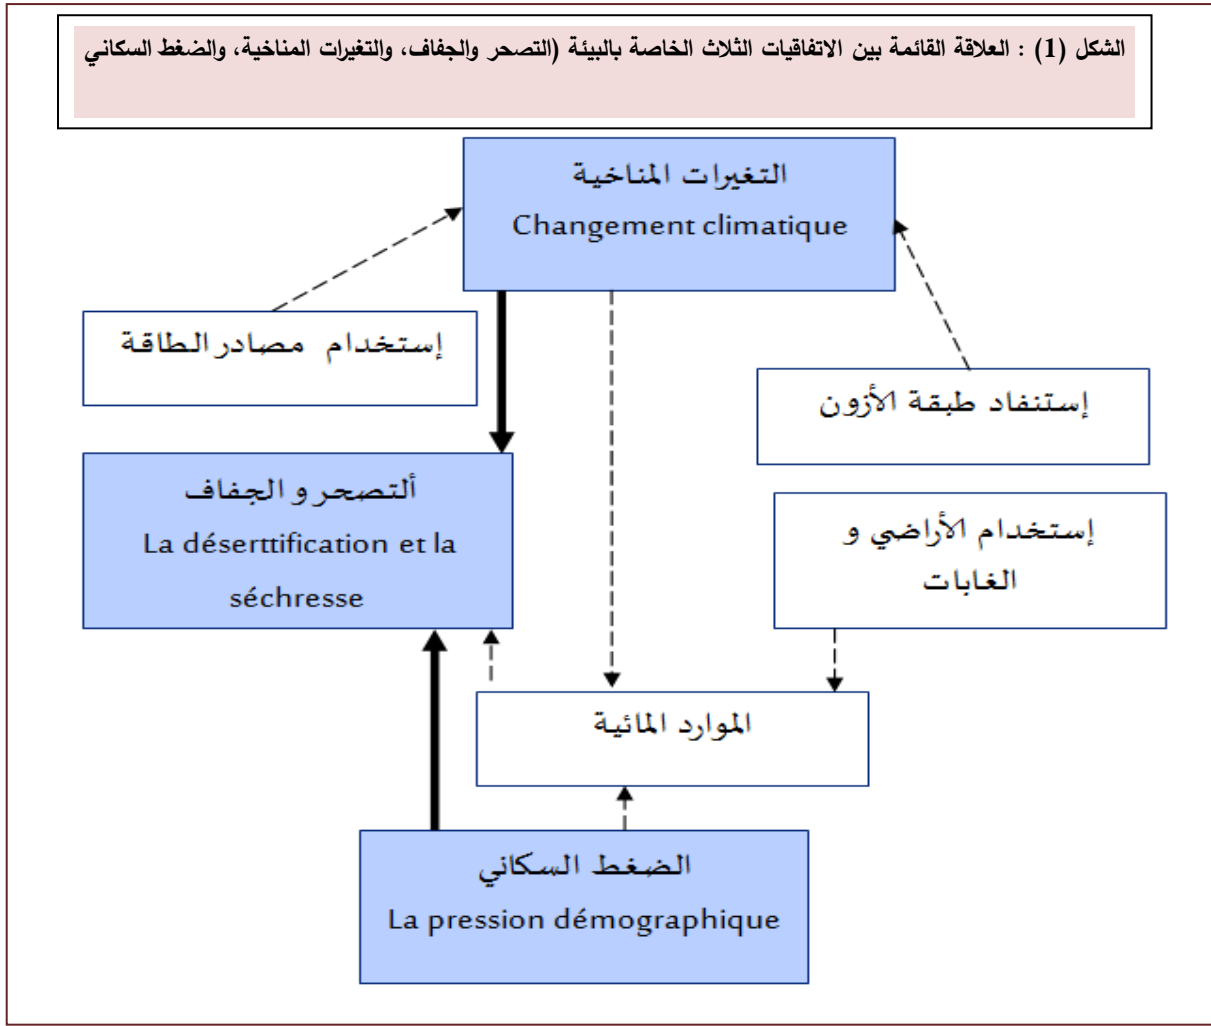 الشكل (1) : العلاقة القائمة بين الاتفاقيات الثلاث الخاصة بالبيئة (التصحر والجفاف، والتغيرات المناخية، والضغط السكاني
التغيرات المناخية
Changement climatique
إستخدام مصادر الطاقة
إستنفاد طبقة الأزون
ألتصحر و الجفاف
La déserttification et la
séchresse
إستخدام الأراضي و
الغابات
الموارد المائية
الضغط السكاني
La pression démographique